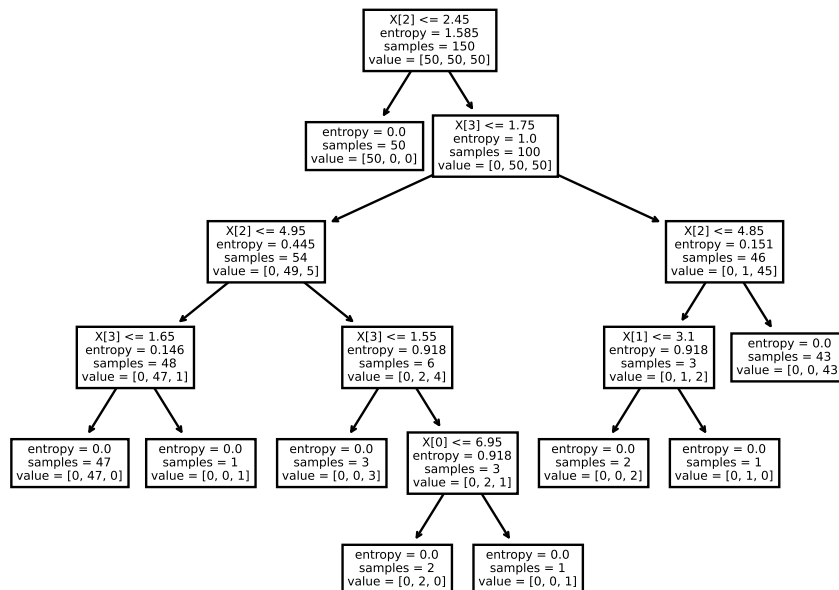 X[2] <= 2.45
entropy = 1.585
samples = 150
value = [50, 50, 50]
entropy = 0.0
samples = 50
value = [50, 0, 0]
X[3] <= 1.75
entropy = 1.0
samples = 100
value = [0, 50, 50]
X[2] <= 4.95
entropy = 0.445
samples = 54
value = [0, 49, 5]
X[2] <= 4.85
entropy = 0.151
samples = 46
value = [0, 1, 45]
X[3] <= 1.65
entropy = 0.146
samples = 48
value = [0, 47, 1]
X[3] <= 1.55
entropy = 0.918
samples = 6
value = [0, 2, 4]
X[1] <= 3.1
entropy = 0.918
samples = 3
value = [0, 1, 2]
entropy = 0.0
samples = 43
value = [0, 0, 43]
entropy = 0.0
samples = 47
value = [0, 47, 0]
entropy = 0.0
samples = 1
value = [0, 0, 1]
entropy = 0.0
samples = 3
value = [0, 0, 3]
X[0] <= 6.95
entropy = 0.918
samples = 3
value = [0, 2, 1]
entropy = 0.0
samples = 2
value = [0, 0, 2]
entropy = 0.0
samples = 1
value = [0, 1, 0]
entropy = 0.0
samples = 2
value = [0, 2, 0]
entropy = 0.0
samples = 1
value = [0, 0, 1]